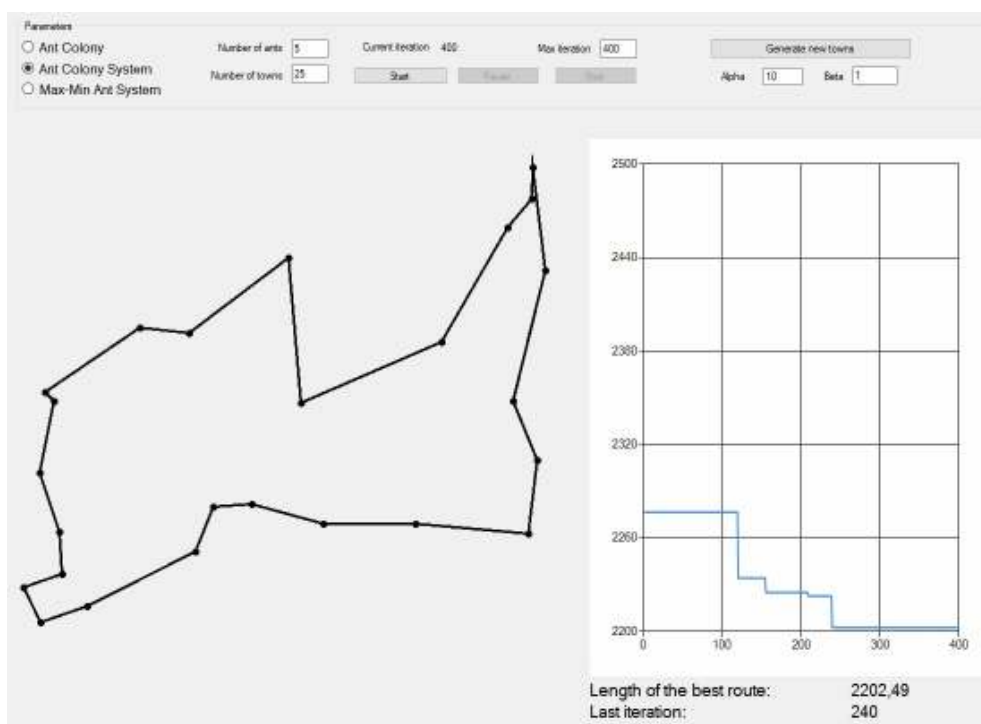 Parameters
Ant Colony
Number of ants 5
Current iteration 400
Max iteration 400
Generate new towns
Ant Colony System
Number of towns 25
Start
Pause
Stop
Alpha 10
Beta 1
Max-Min Ant System
2500
2440
2380
2320
2260
2200
0 100 200 300 400
Length of the best route: 2202,49
Last iteration: 240